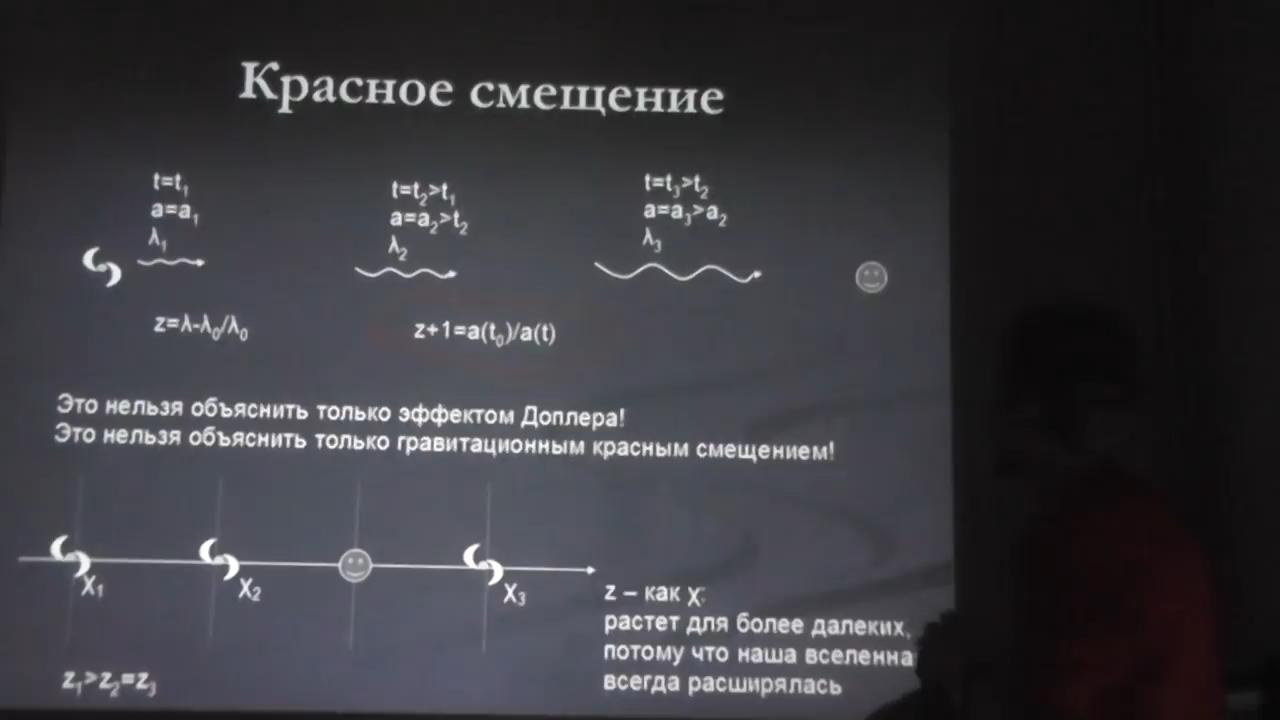 Красное смещение
t=t₁
a=a₁
λ₁
t=t₂>t₁
a=a₂>t₂
λ₂
t=t₃>t₂
a=a₃>a₂
λ₃
z=λ-λ₀/λ₀
z+1=a(t₀)/a(t)
Это нельзя объяснить только эффектом Доплера!
Это нельзя объяснить только гравитационным красным смещением!
X₁
X₂
X₃
z – как X:
растет для более далеких,
потому что наша вселенна
всегда расширялась
z₁>z₂=z₃